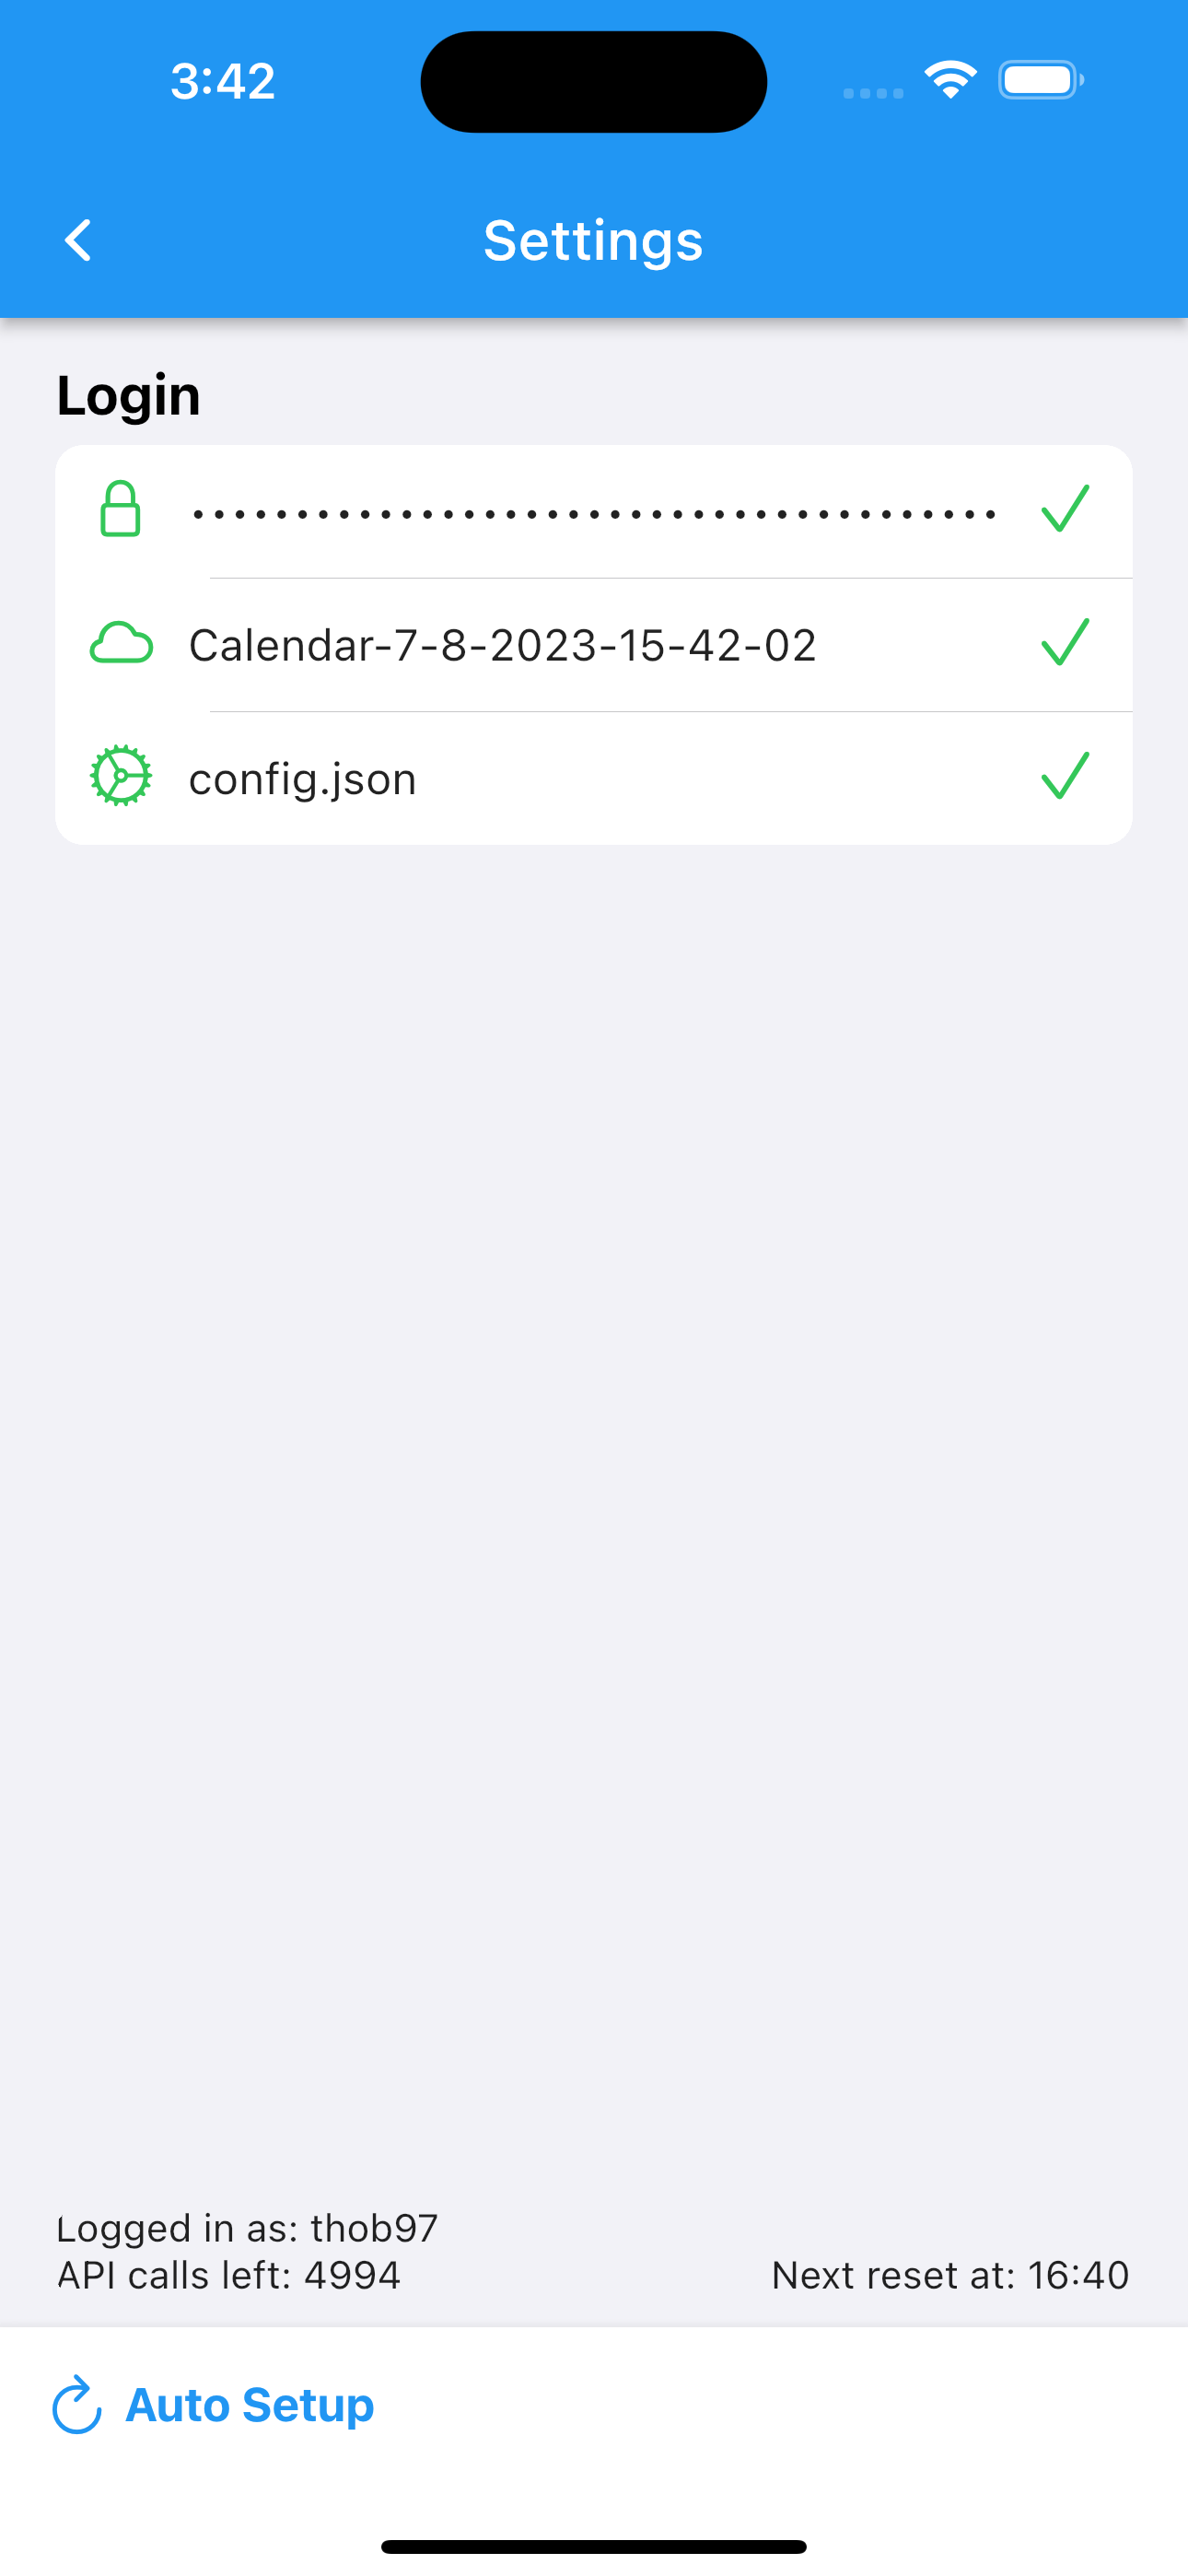 3:42
Settings
Login
•••••••••••••••••••••••••••••••••••••••
Calendar-7-8-2023-15-42-02
config.json
Logged in as: thob97
API calls left: 4994 Next reset at: 16:40
Auto Setup